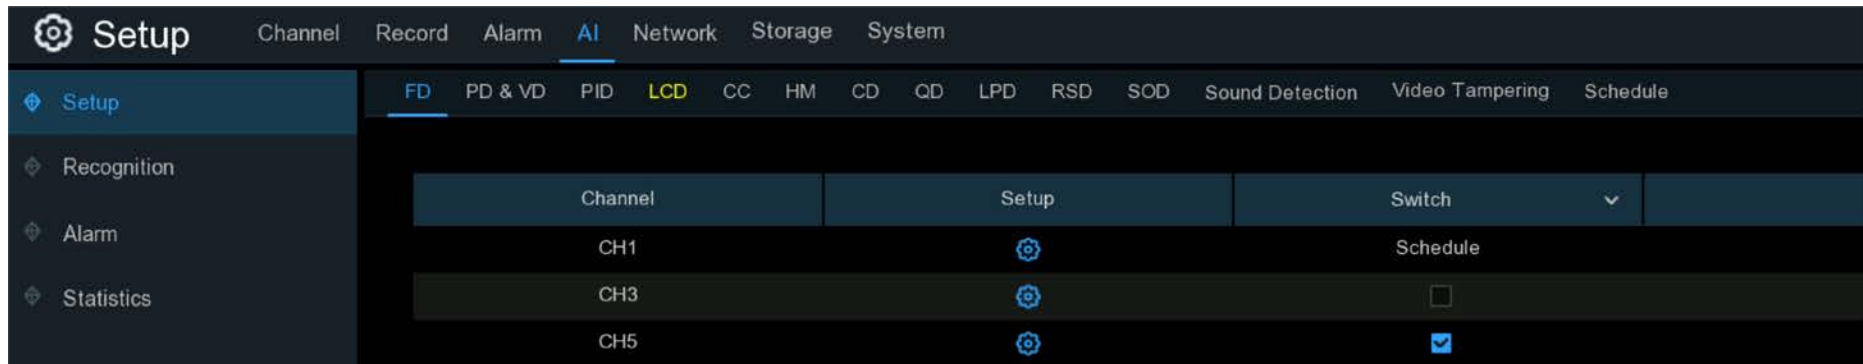 Setup Channel Record Alarm AI Network Storage System
Setup FD PD & VD PID LCD CC HM CD QD LPD RSD SOD Sound Detection Video Tampering Schedule
Recognition
Channel Setup Switch
Alarm
CH1 Schedule
Statistics
CH3
CH5